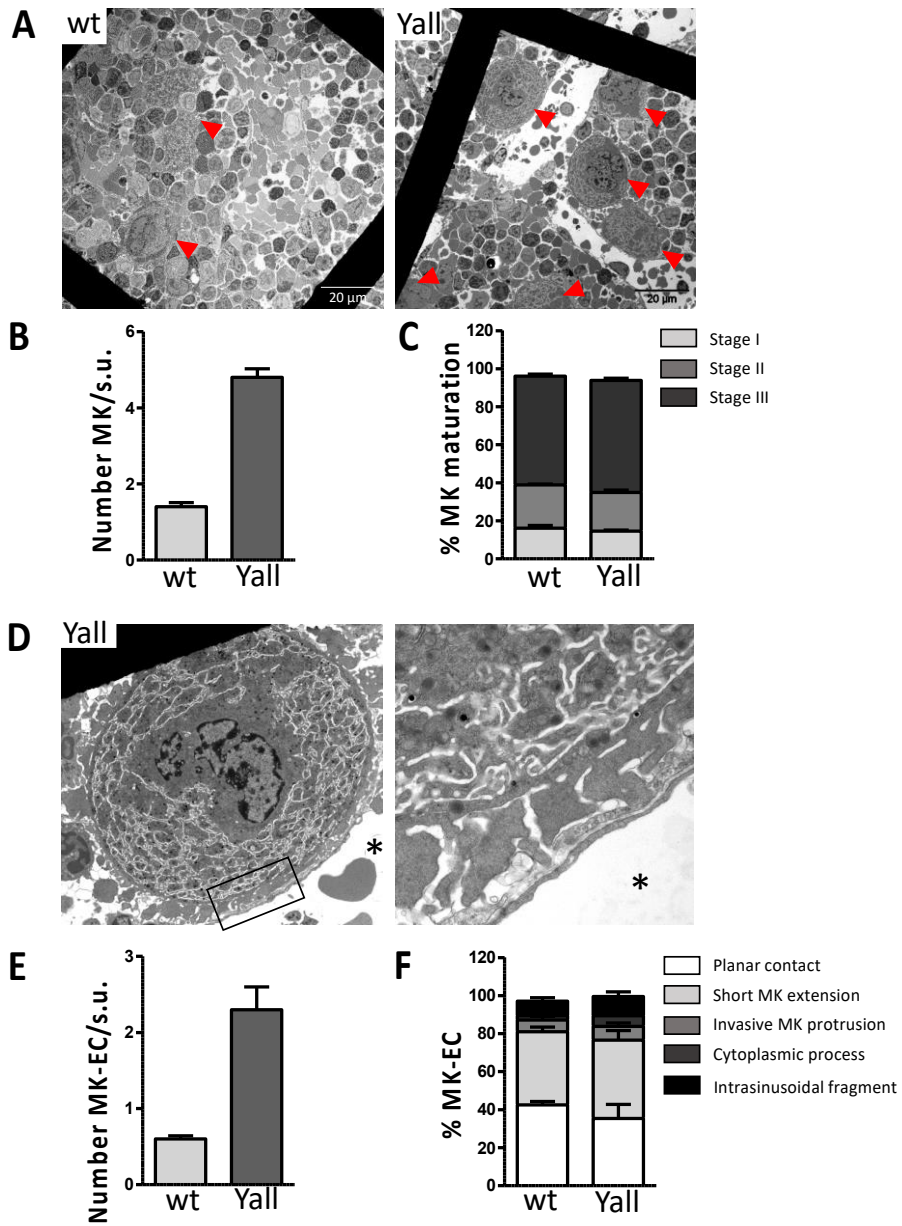 A
wt
Yall
20 µm
20 µm
B
Number MK/s.u.
6
4
2
0
wt
Yall
C
% MK maturation
120
100
80
60
40
20
0
wt
Yall
Stage I
Stage II
Stage III
D
Yall
*
*
E
Number MK-EC/s.u.
3
2
1
0
wt
Yall
F
% MK-EC
120
100
80
60
40
20
0
wt
Yall
Planar contact
Short MK extension
Invasive MK protrusion
Cytoplasmic process
Intrasinusoidal fragment